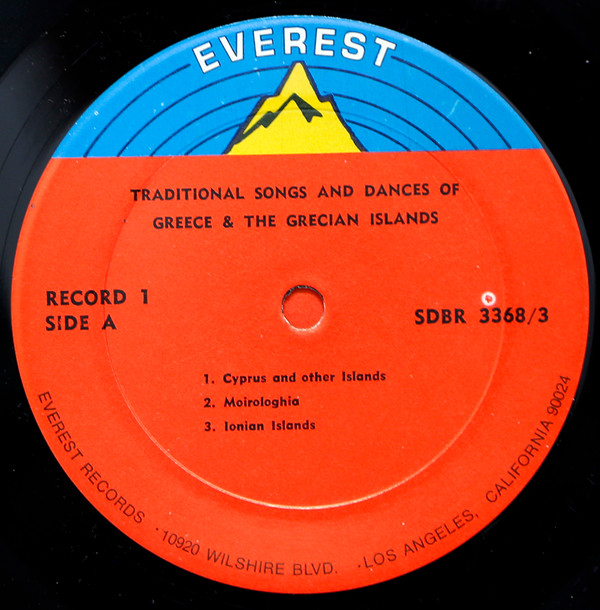 EVEREST
TRADITIONAL SONGS AND DANCES OF
GREECE & THE GRECIAN ISLANDS
RECORD 1
SIDE A
SDBR 3368/3
1. Cyprus and other Islands
2. Moirologhia
3. Ionian Islands
EVEREST RECORDS · 10920 WILSHIRE BLVD. · LOS ANGELES, CALIFORNIA 90024